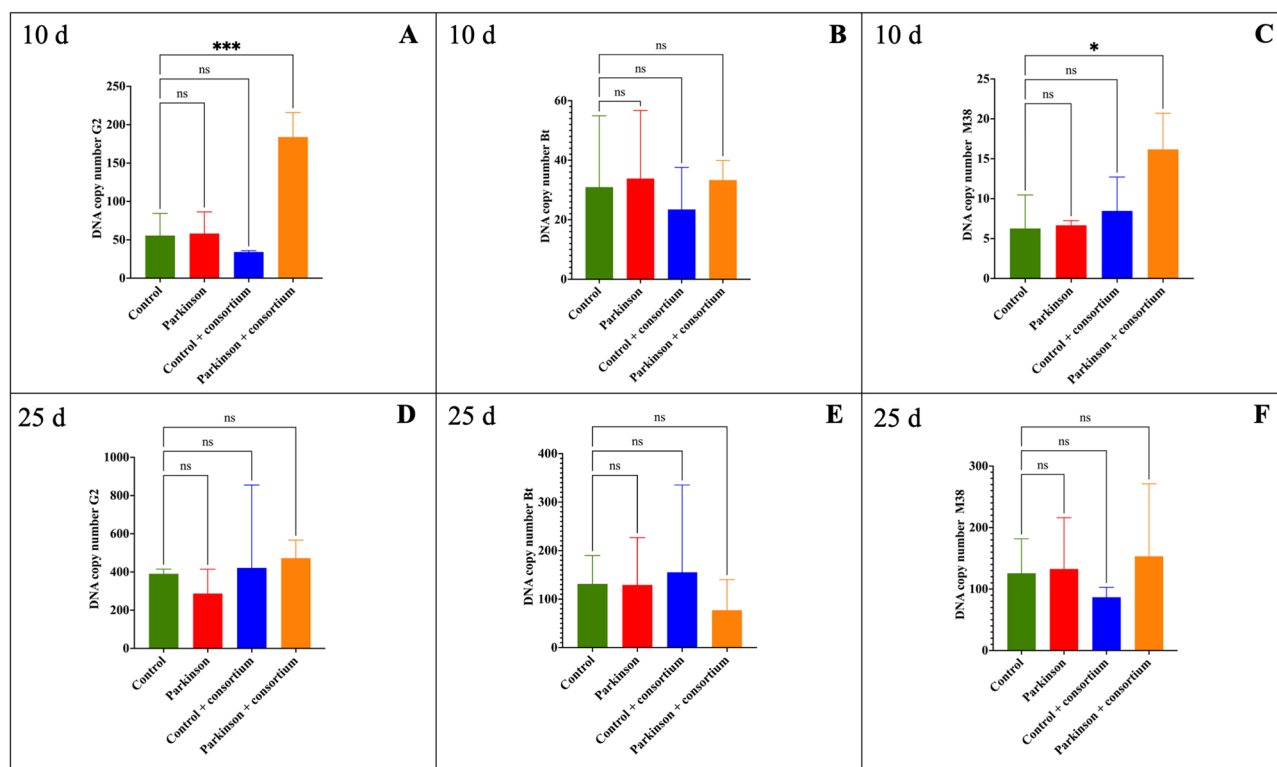 10 d
A
***
ns
ns
DNA copy number G2
250
200
150
100
50
0
Control
Parkinson
Control + consortium
Parkinson + consortium
10 d
B
ns
ns
ns
DNA copy number Bt
60
40
20
0
Control
Parkinson
Control + consortium
Parkinson + consortium
10 d
C
*
ns
ns
DNA copy number M38
25
20
15
10
5
0
Control
Parkinson
Control + consortium
Parkinson + consortium
25 d
D
ns
ns
ns
DNA copy number G2
1000
800
600
400
200
0
Control
Parkinson
Control + consortium
Parkinson + consortium
25 d
E
ns
ns
ns
DNA copy number Bt
400
300
200
100
0
Control
Parkinson
Control + consortium
Parkinson + consortium
25 d
F
ns
ns
ns
DNA copy number M38
300
200
100
0
Control
Parkinson
Control + consortium
Parkinson + consortium